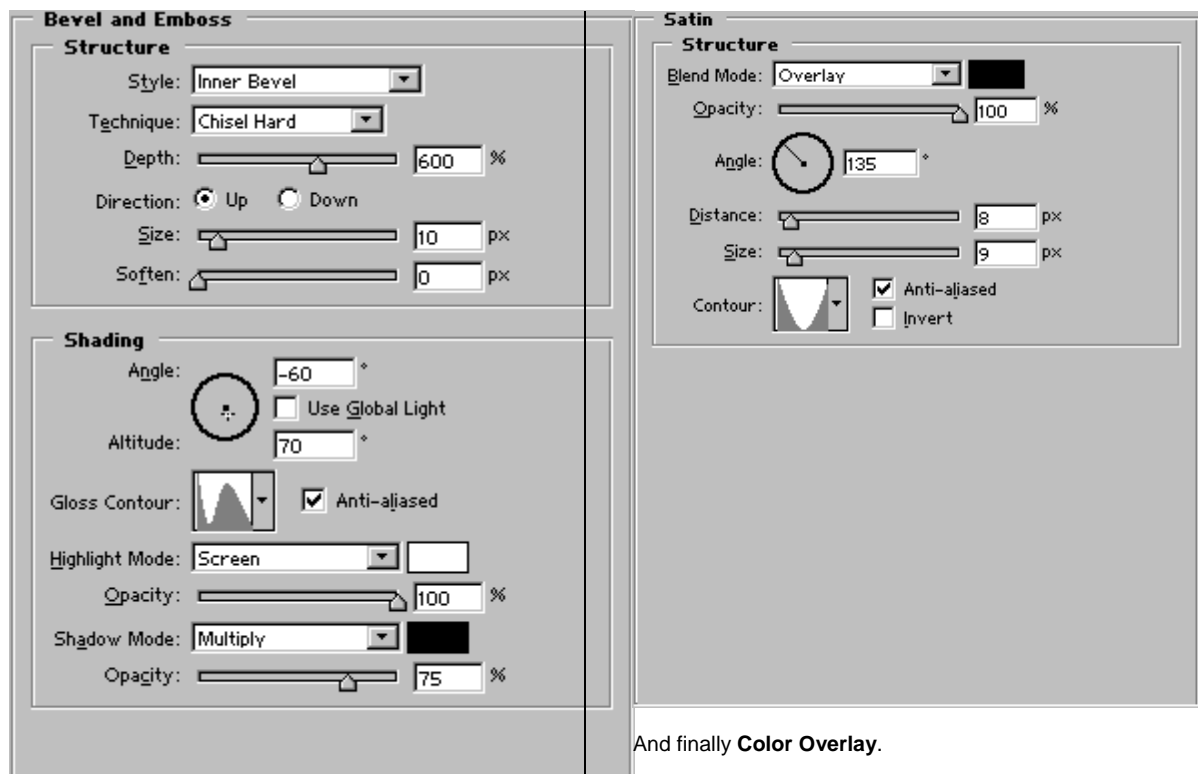 Bevel and Emboss
Structure
Style: Inner Bevel
Technique: Chisel Hard
Depth: 600 %
Direction: Up Down
Size: 10 px
Soften: 0 px
Shading
Angle: -60 °
Use Global Light
Altitude: 70 °
Gloss Contour: Anti-aliased
Highlight Mode: Screen
Opacity: 100 %
Shadow Mode: Multiply
Opacity: 75 %
Satin
Structure
Blend Mode: Overlay
Opacity: 100 %
Angle: 135 °
Distance: 8 px
Size: 9 px
Contour: Anti-aliased
Invert
And finally Color Overlay.